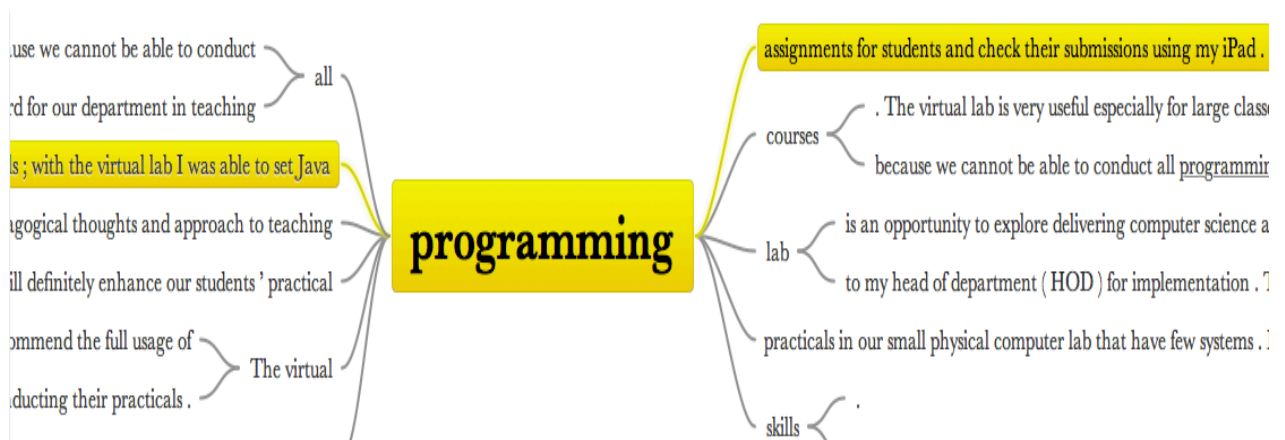 use we cannot be able to conduct
all
rd for our department in teaching
ls ; with the virtual lab I was able to set Java
agogical thoughts and approach to teaching
ill definitely enhance our students ' practical
ommend the full usage of
The virtual
ducting their practicals .
programming
assignments for students and check their submissions using my iPad .
. The virtual lab is very useful especially for large classe
courses
because we cannot be able to conduct all programmin
is an opportunity to explore delivering computer science a
lab
to my head of department ( HOD ) for implementation . T
practicals in our small physical computer lab that have few systems .
.
skills